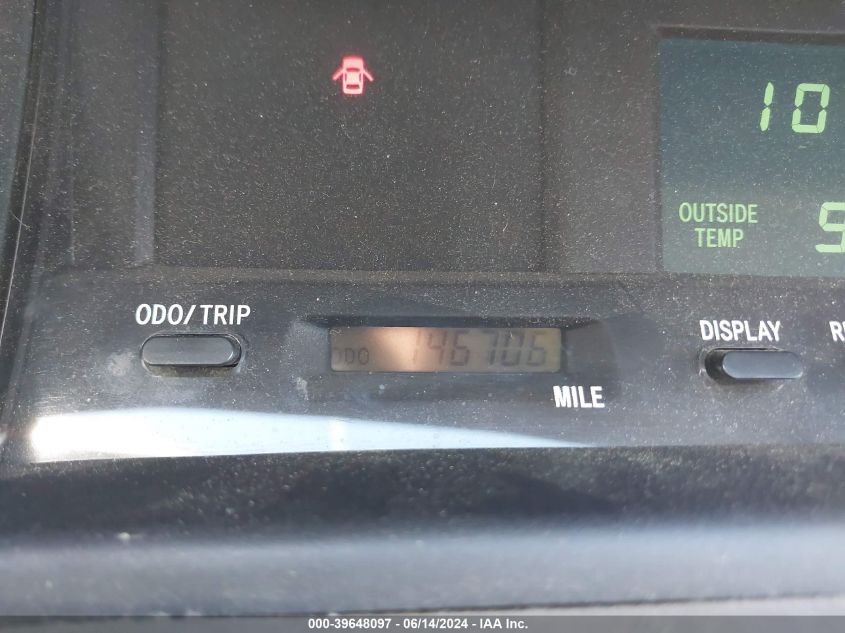 10
OUTSIDE
TEMP
ODO/TRIP
ODO 146706
MILE
DISPLAY
000-39648097 - 06/14/2024 - IAA Inc.